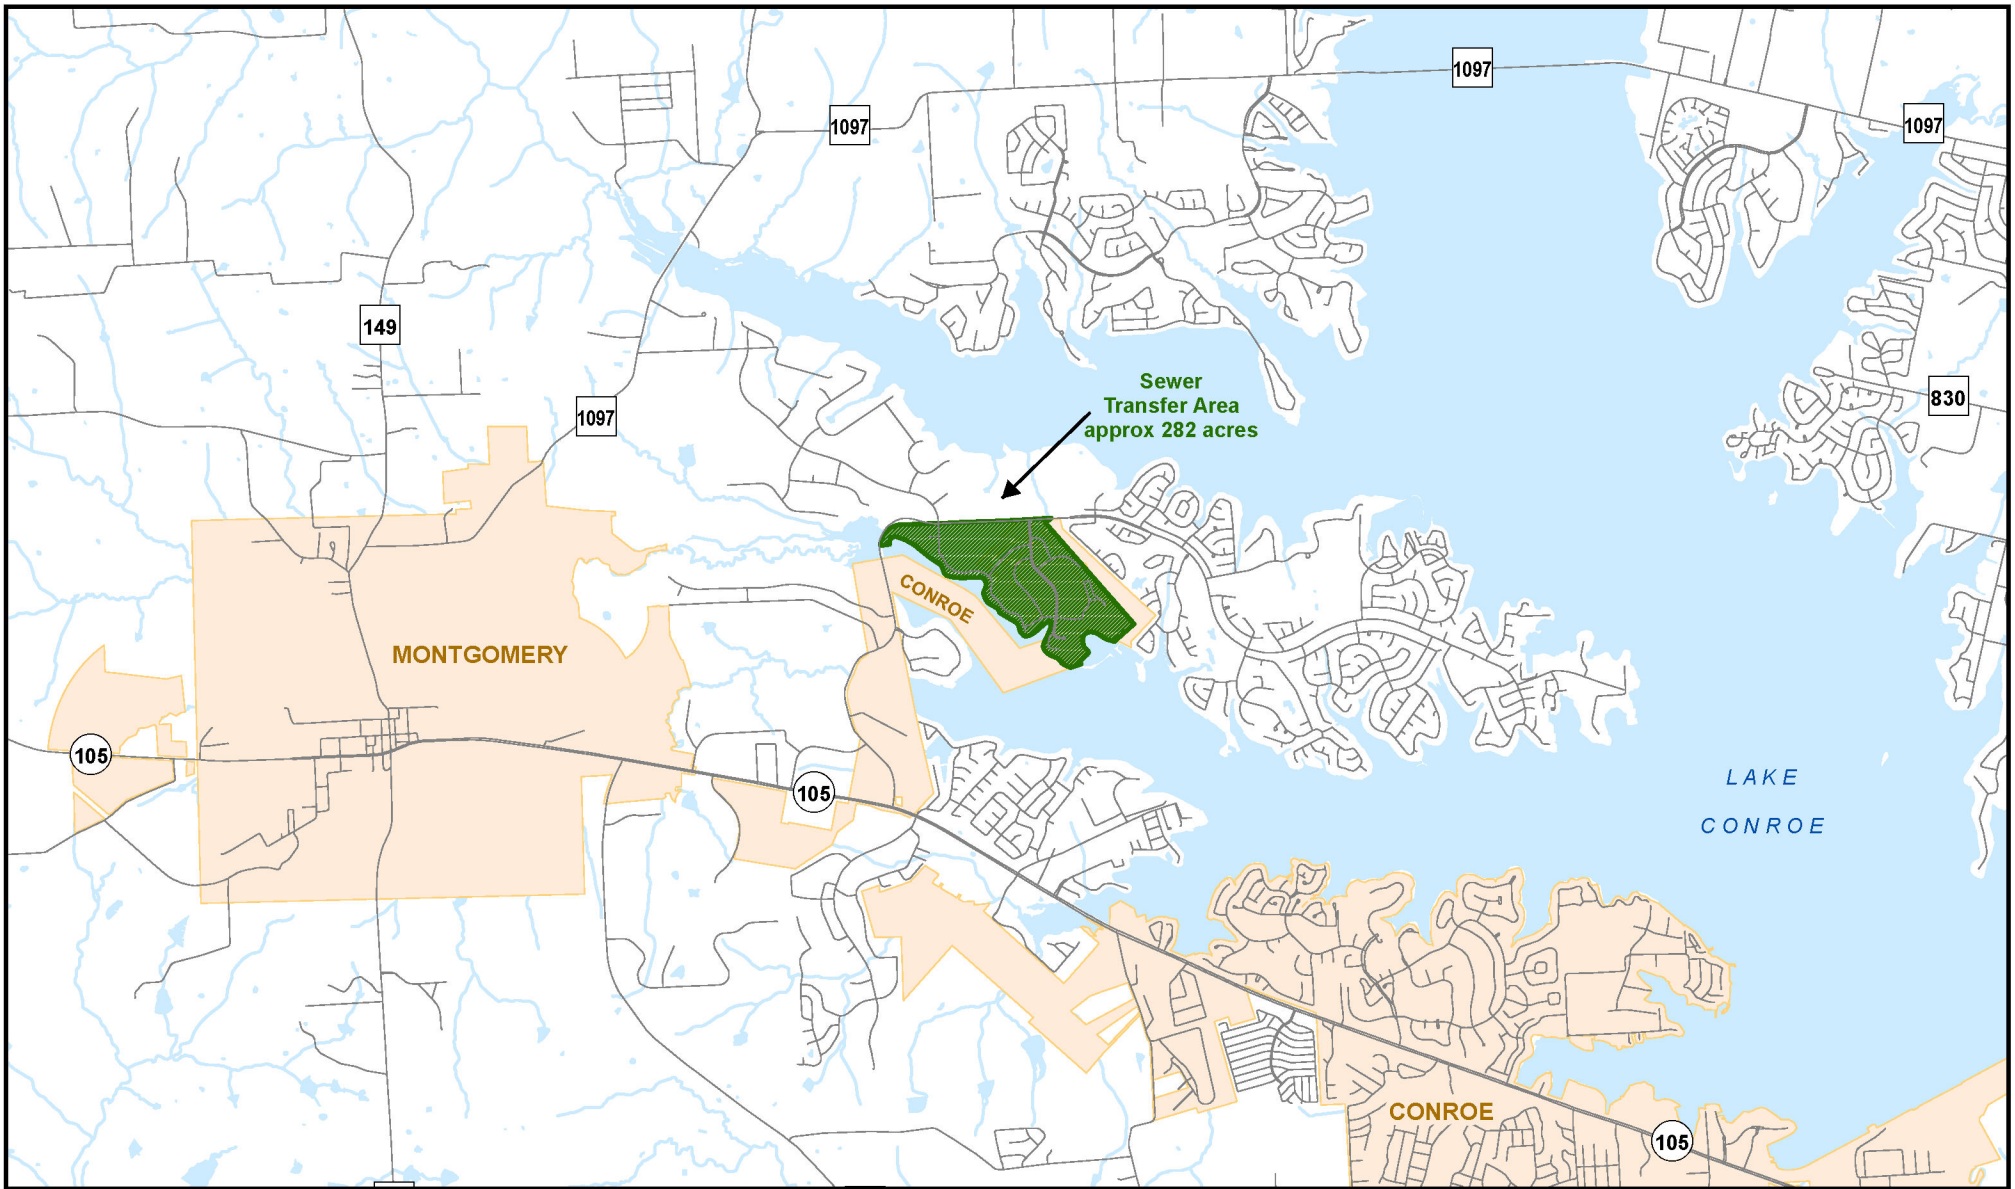 1097
1097
1097
149
Sewer
Transfer Area
approx 282 acres
830
1097
CONROE
MONTGOMERY
105
105
LAKE
CONROE
CONROE
105